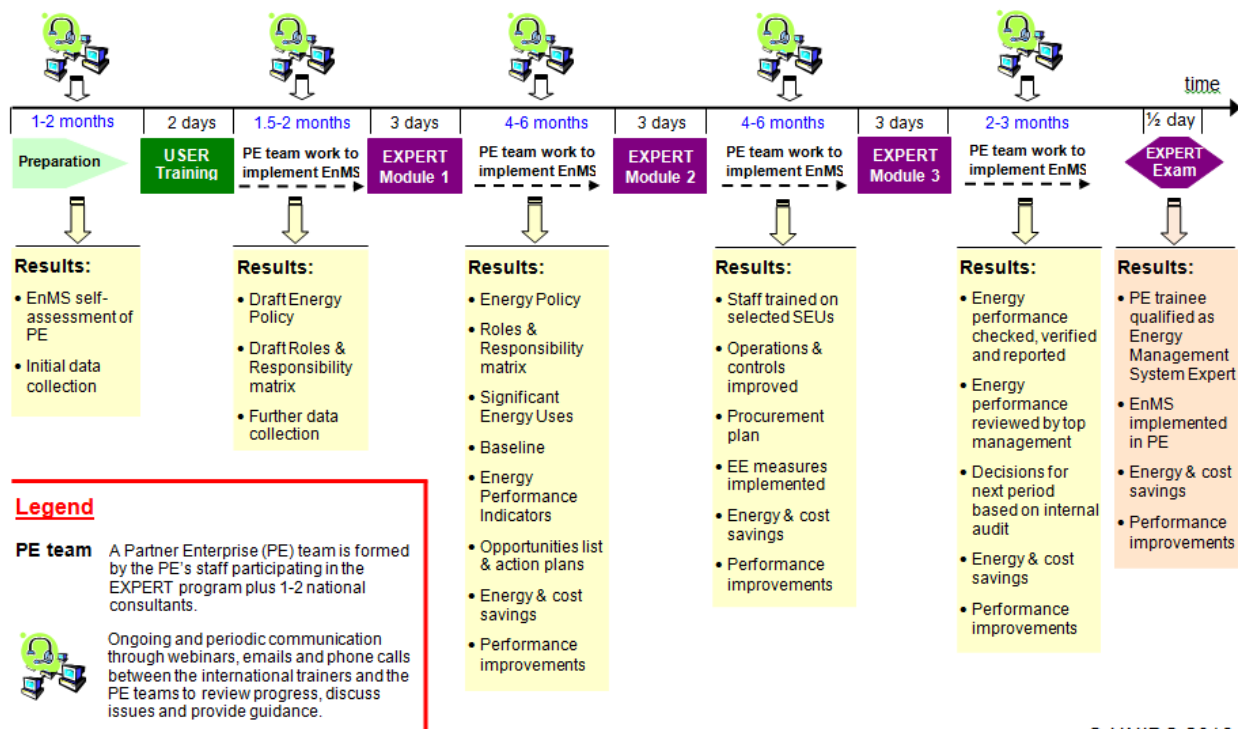 time
1-2 months
2 days
1.5-2 months
3 days
4-6 months
3 days
4-6 months
3 days
2-3 months
½ day
Preparation
USER
Training
PE team work to
implement EnMS
EXPERT
Module 1
PE team work to
implement EnMS
EXPERT
Module 2
PE team work to
implement EnMS
EXPERT
Module 3
PE team work to
implement EnMS
EXPERT
Exam
Results:
• EnMS self-
assessment of
PE
• Initial data
collection
Results:
• Draft Energy
Policy
• Draft Roles &
Responsibility
matrix
• Further data
collection
Results:
• Energy Policy
• Roles &
Responsibility
matrix
• Significant
Energy Uses
• Baseline
• Energy
Performance
Indicators
• Opportunities list
& action plans
• Energy & cost
savings
• Performance
improvements
Results:
• Staff trained on
selected SEUs
• Operations &
controls
improved
• Procurement
plan
• EE measures
implemented
• Energy & cost
savings
• Performance
improvements
Results:
• Energy
performance
checked, verified
and reported
• Energy
performance
reviewed by top
management
• Decisions for
next period
based on internal
audit
• Energy & cost
savings
• Performance
improvements
Results:
• PE trainee
qualified as
Energy
Management
System Expert
• EnMS
implemented
in PE
• Energy & cost
savings
• Performance
improvements
Legend
PE team A Partner Enterprise (PE) team is formed
by the PE's staff participating in the
EXPERT program plus 1-2 national
consultants.
Ongoing and periodic communication
through webinars, emails and phone calls
between the international trainers and the
PE teams to review progress, discuss
issues and provide guidance.